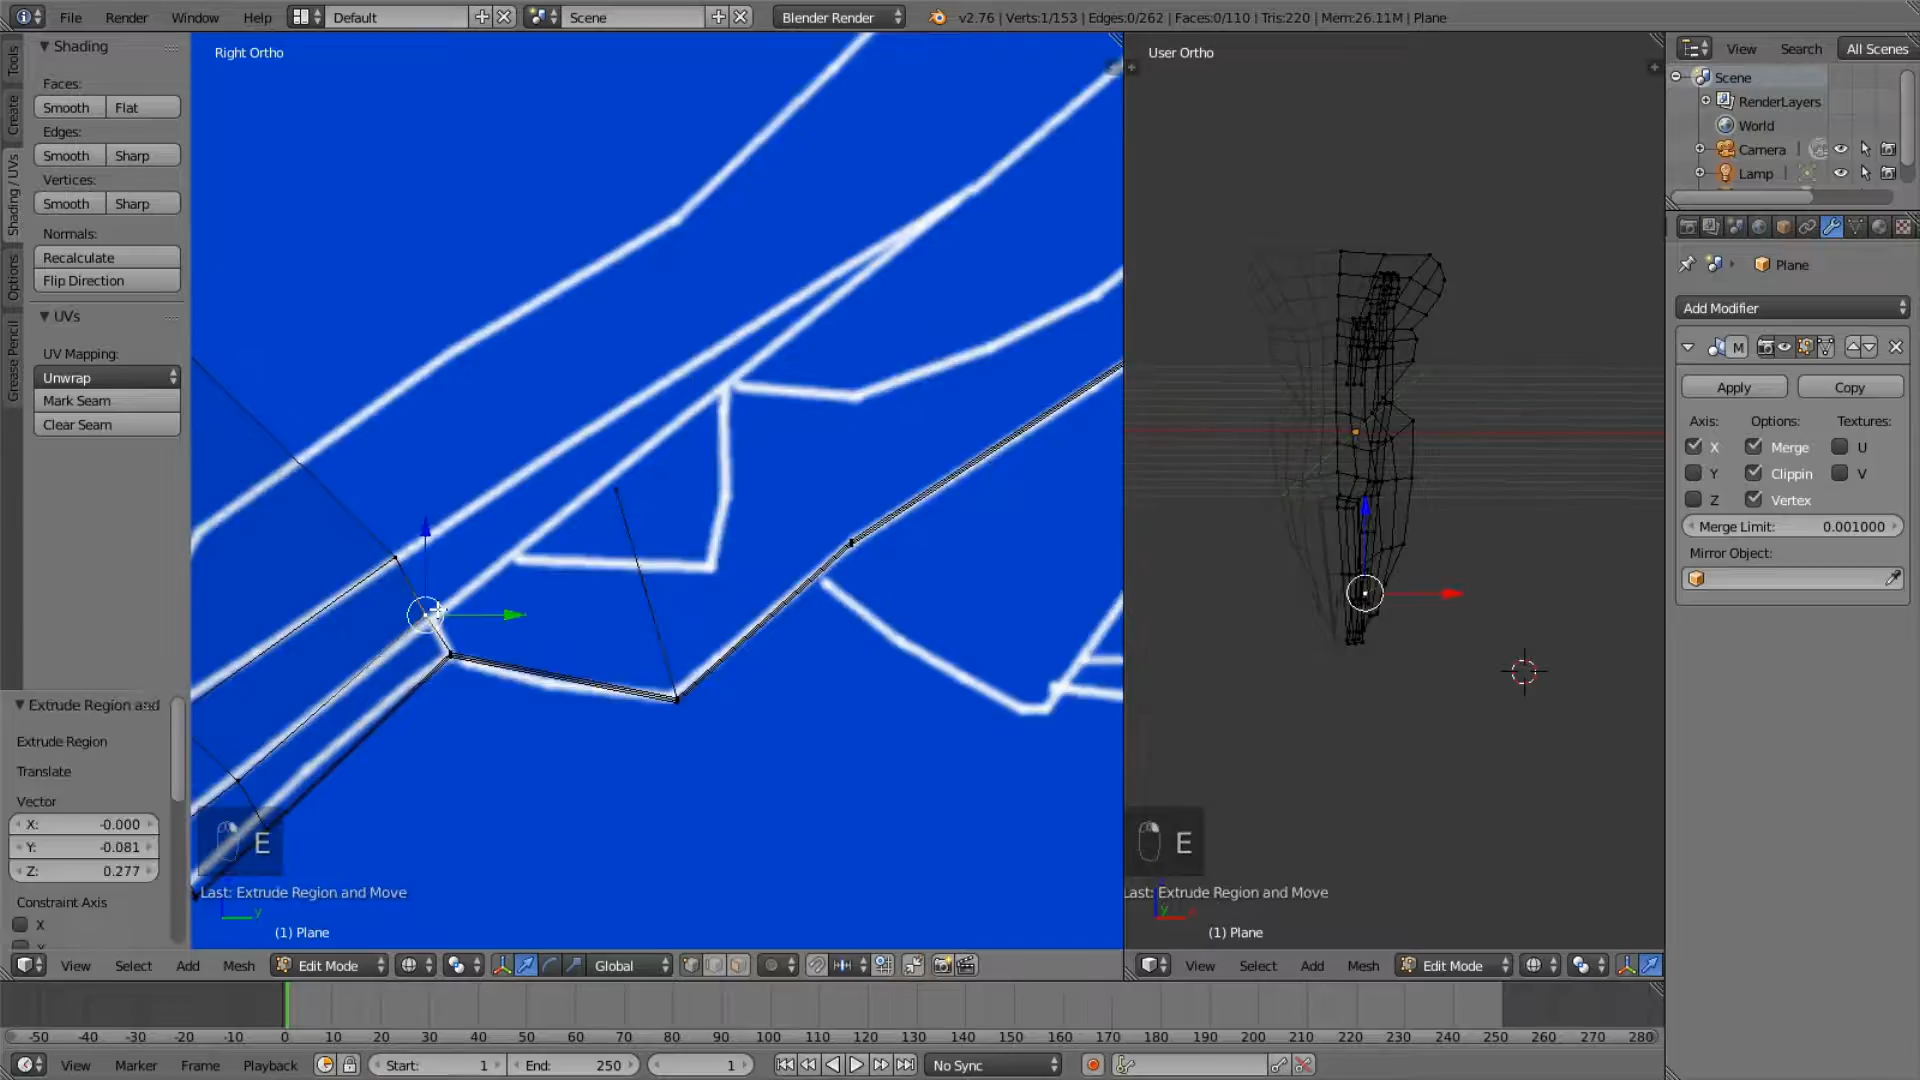 File Render Window Help Default Scene Blender Render v2.76 | Verts:1/153 | Edges:0/262 | Faces:0/110 | Tris:220 | Mem:26.11M | Plane
Tools
Create
Shading / UVs
Options
Grease Pencil
Shading
Faces:
Smooth Flat
Edges:
Smooth Sharp
Vertices:
Smooth Sharp
Normals:
Recalculate
Flip Direction
UVs
UV Mapping:
Unwrap
Mark Seam
Clear Seam
Extrude Region and
Extrude Region
Translate
Vector
X: -0.000
Y: -0.081
Z: 0.277
Constraint Axis
X
Right Ortho
E
Last: Extrude Region and Move
y
(1) Plane
View Select Add Mesh Edit Mode Global
User Ortho
E
Last: Extrude Region and Move
y
(1) Plane
View Select Add Mesh Edit Mode
View Search All Scenes
Scene
RenderLayers
World
Camera
Lamp
Plane
Add Modifier
M
Apply Copy
Axis: Options: Textures:
X Merge U
Y Clippin V
Z Vertex
Merge Limit: 0.001000
Mirror Object:
-50 -40 -30 -20 -10 0 10 20 30 40 50 60 70 80 90 100 110 120 130 140 150 160 170 180 190 200 210 220 230 240 250 260 270 280
View Marker Frame Playback Start: 1 End: 250 1 No Sync